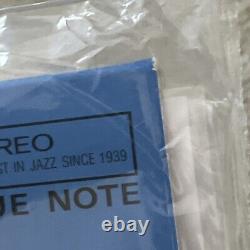 REO
ST IN JAZZ SINCE 1939
UE NOTE